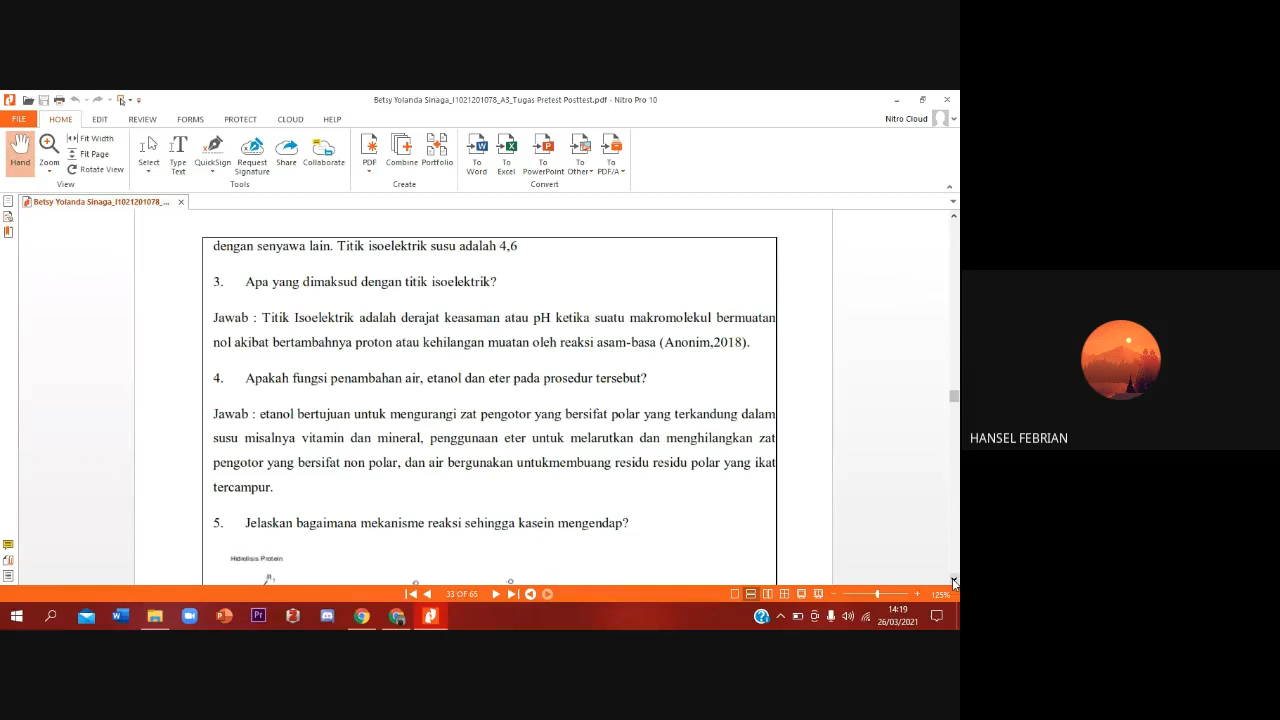 Betsy Yolanda Sinaga_I1021201078_A3_Tugas Pretest Posttest.pdf - Nitro Pro 10
FILE HOME EDIT REVIEW FORMS PROTECT CLOUD HELP
Nitro Cloud
Hand
Zoom
Fit Width
Fit Page
Rotate View
View
Select
Type Text
QuickSign
Request Signature
Share
Collaborate
Tools
PDF
Combine
Portfolio
Create
To Word
To Excel
To PowerPoint
To Other
To PDF/A
Convert
Betsy Yolanda Sinaga_I1021201078_...
dengan senyawa lain. Titik isoelektrik susu adalah 4,6
3. Apa yang dimaksud dengan titik isoelektrik?
Jawab : Titik Isoelektrik adalah derajat keasaman atau pH ketika suatu makromolekul bermuatan
nol akibat bertambahnya proton atau kehilangan muatan oleh reaksi asam-basa (Anonim,2018).
4. Apakah fungsi penambahan air, etanol dan eter pada prosedur tersebut?
Jawab : etanol bertujuan untuk mengurangi zat pengotor yang bersifat polar yang terkandung dalam
susu misalnya vitamin dan mineral, penggunaan eter untuk melarutkan dan menghilangkan zat
pengotor yang bersifat non polar, dan air bergunakan untukmembuang residu residu polar yang ikat
tercampur.
5. Jelaskan bagaimana mekanisme reaksi sehingga kasein mengendap?
Hidrolisis Protein
33 OF 65
125%
14:19
26/03/2021
HANSEL FEBRIAN